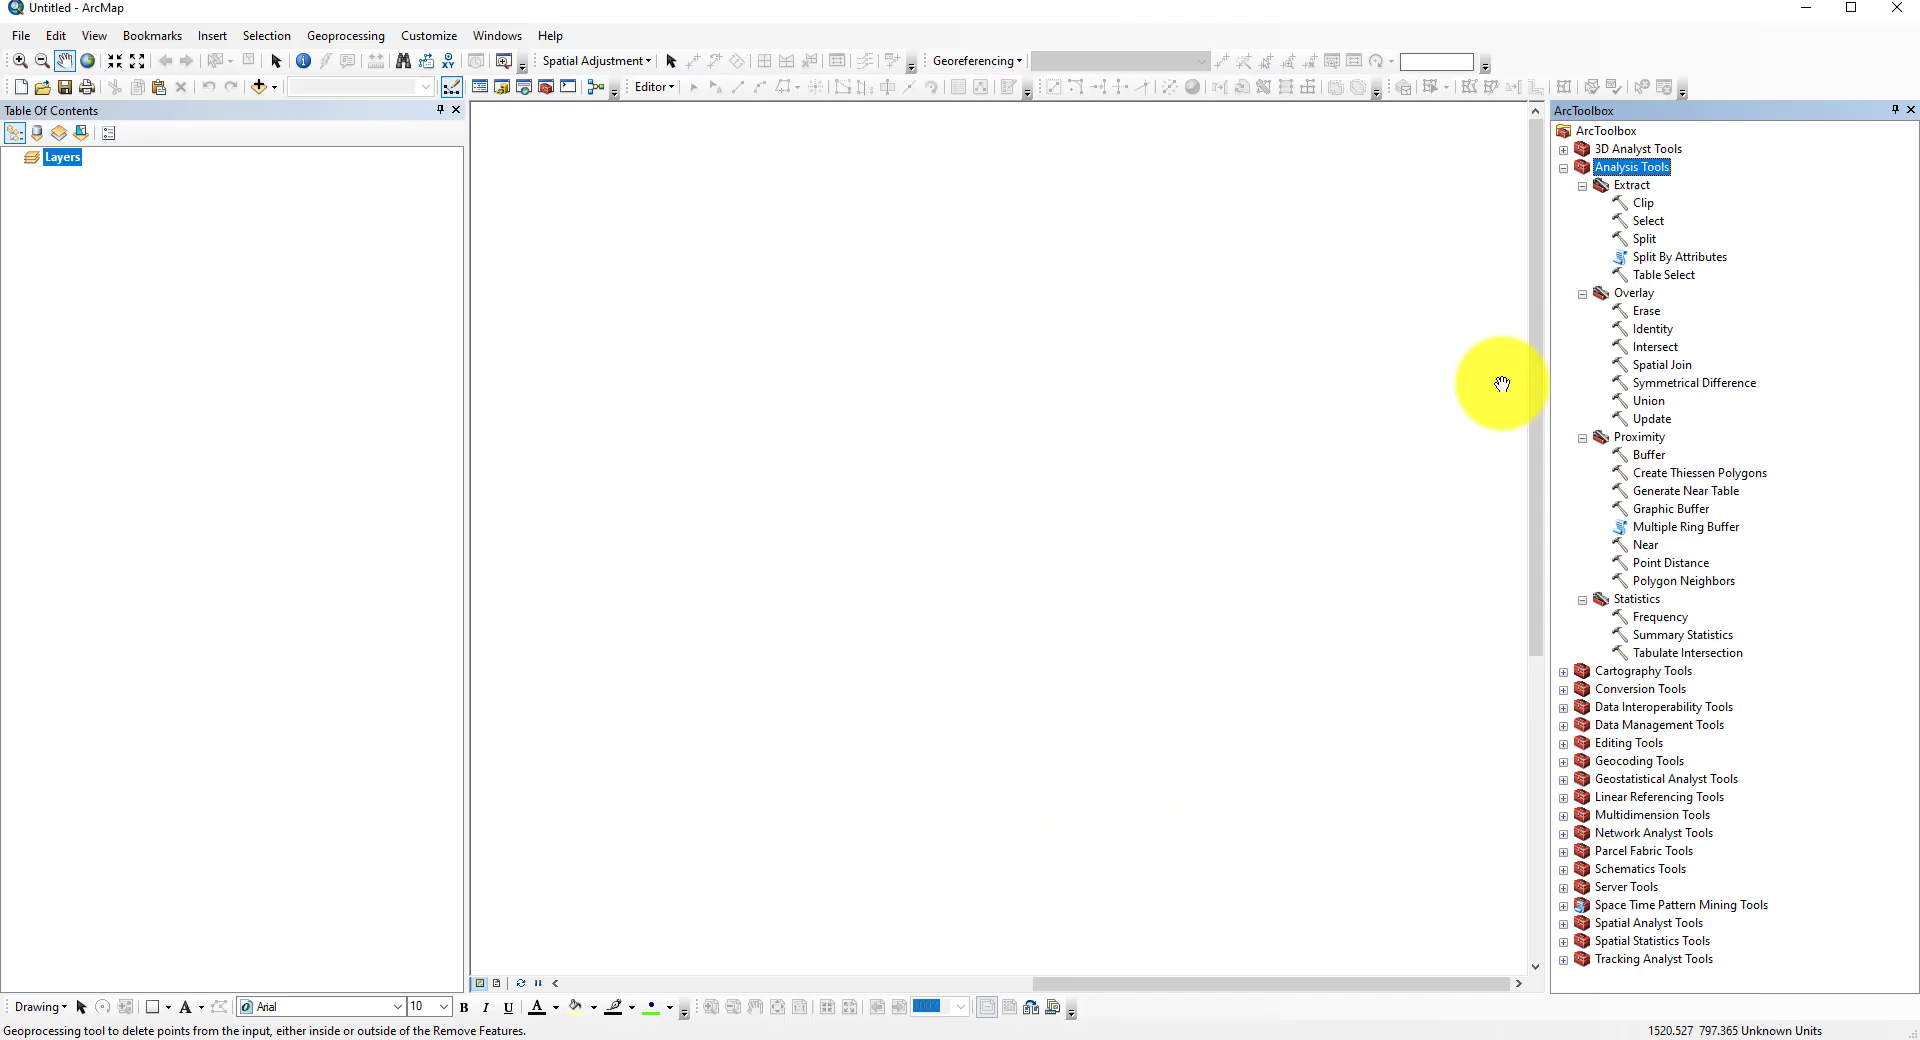 Untitled - ArcMap
File Edit View Bookmarks Insert Selection Geoprocessing Customize Windows Help
Spatial Adjustment Georeferencing
Editor
Table Of Contents
Layers
ArcToolbox
ArcToolbox
3D Analyst Tools
Analysis Tools
Extract
Clip
Select
Split
Split By Attributes
Table Select
Overlay
Erase
Identity
Intersect
Spatial Join
Symmetrical Difference
Union
Update
Proximity
Buffer
Create Thiessen Polygons
Generate Near Table
Graphic Buffer
Multiple Ring Buffer
Near
Point Distance
Polygon Neighbors
Statistics
Frequency
Summary Statistics
Tabulate Intersection
Cartography Tools
Conversion Tools
Data Interoperability Tools
Data Management Tools
Editing Tools
Geocoding Tools
Geostatistical Analyst Tools
Linear Referencing Tools
Multidimension Tools
Network Analyst Tools
Parcel Fabric Tools
Schematics Tools
Server Tools
Space Time Pattern Mining Tools
Spatial Analyst Tools
Spatial Statistics Tools
Tracking Analyst Tools
Drawing A Arial 10 B I U A 100%
Geoprocessing tool to delete points from the input, either inside or outside of the Remove Features.
1520.527 797.365 Unknown Units